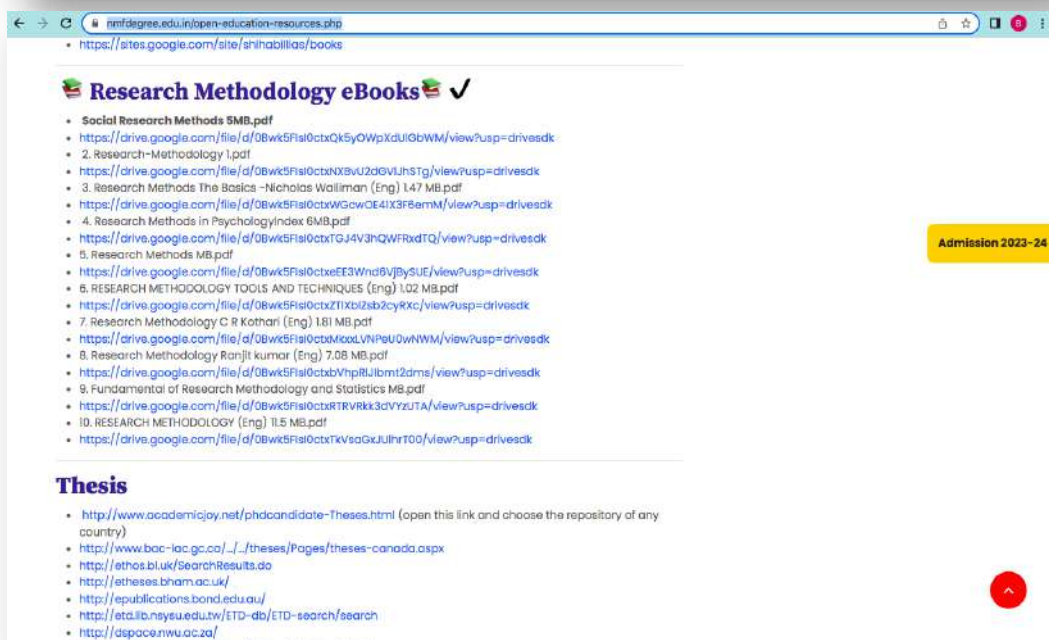 nmfdegree.edu.in/open-education-resources.php
B
https://sites.google.com/site/shihabillias/books
Research Methodology eBooks
Social Research Methods 5MB.pdf
https://drive.google.com/file/d/0Bwk5FIsI0ctxQk5yOWpXdUlGbWM/view?usp=drivesdk
2. Research-Methodology 1.pdf
https://drive.google.com/file/d/0Bwk5FIsI0ctxNXBvU2dGVlJhSTg/view?usp=drivesdk
3. Research Methods The Basics -Nicholas Walliman (Eng) 1.47 MB.pdf
https://drive.google.com/file/d/0Bwk5FIsI0ctxWGcwOE4lX3F6emM/view?usp=drivesdk
4. Research Methods in PsychologyIndex 6MB.pdf
https://drive.google.com/file/d/0Bwk5FIsI0ctxTGJ4V3hQWFRxdTQ/view?usp=drivesdk
Admission 2023-24
5. Research Methods MB.pdf
https://drive.google.com/file/d/0Bwk5FIsI0ctxeEE3Wnd6VjBySUE/view?usp=drivesdk
6. RESEARCH METHODOLOGY TOOLS AND TECHNIQUES (Eng) 1.02 MB.pdf
https://drive.google.com/file/d/0Bwk5FIsI0ctxZTlXblZsb2cyRXc/view?usp=drivesdk
7. Research Methodology C R Kothari (Eng) 1.81 MB.pdf
https://drive.google.com/file/d/0Bwk5FIsI0ctxMkxxLVNPeU0wNWM/view?usp=drivesdk
8. Research Methodology Ranjit kumar (Eng) 7.08 MB.pdf
https://drive.google.com/file/d/0Bwk5FIsI0ctxbVhpRlJIbmt2dms/view?usp=drivesdk
9. Fundamental of Research Methodology and Statistics MB.pdf
https://drive.google.com/file/d/0Bwk5FIsI0ctxRTRVRkk3dVYzUTA/view?usp=drivesdk
10. RESEARCH METHODOLOGY (Eng) 11.5 MB.pdf
https://drive.google.com/file/d/0Bwk5FIsI0ctxTkVsaGxJUlhrT00/view?usp=drivesdk
Thesis
http://www.academicjoy.net/phdcandidate-Theses.html (open this link and choose the repository of any
country)
http://www.bac-lac.gc.ca/_/_/theses/Pages/theses-canada.aspx
http://ethos.bl.uk/SearchResults.do
http://etheses.bham.ac.uk/
http://epublications.bond.edu.au/
http://etd.lib.nsysu.edu.tw/ETD-db/ETD-search/search
http://dspace.nwu.ac.za/